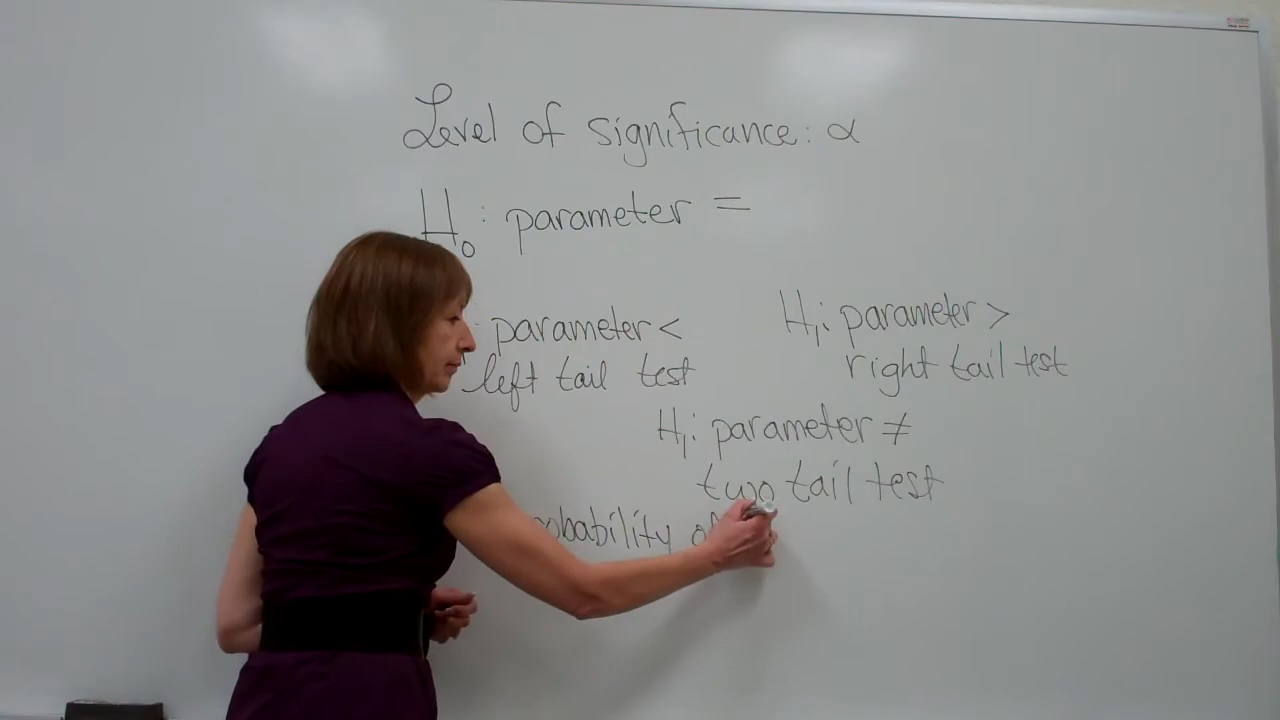 Level of significance: α
H₀: parameter =
: parameter <
left tail test
H₁: parameter >
right tail test
H₁: parameter ≠
two tail test
obability